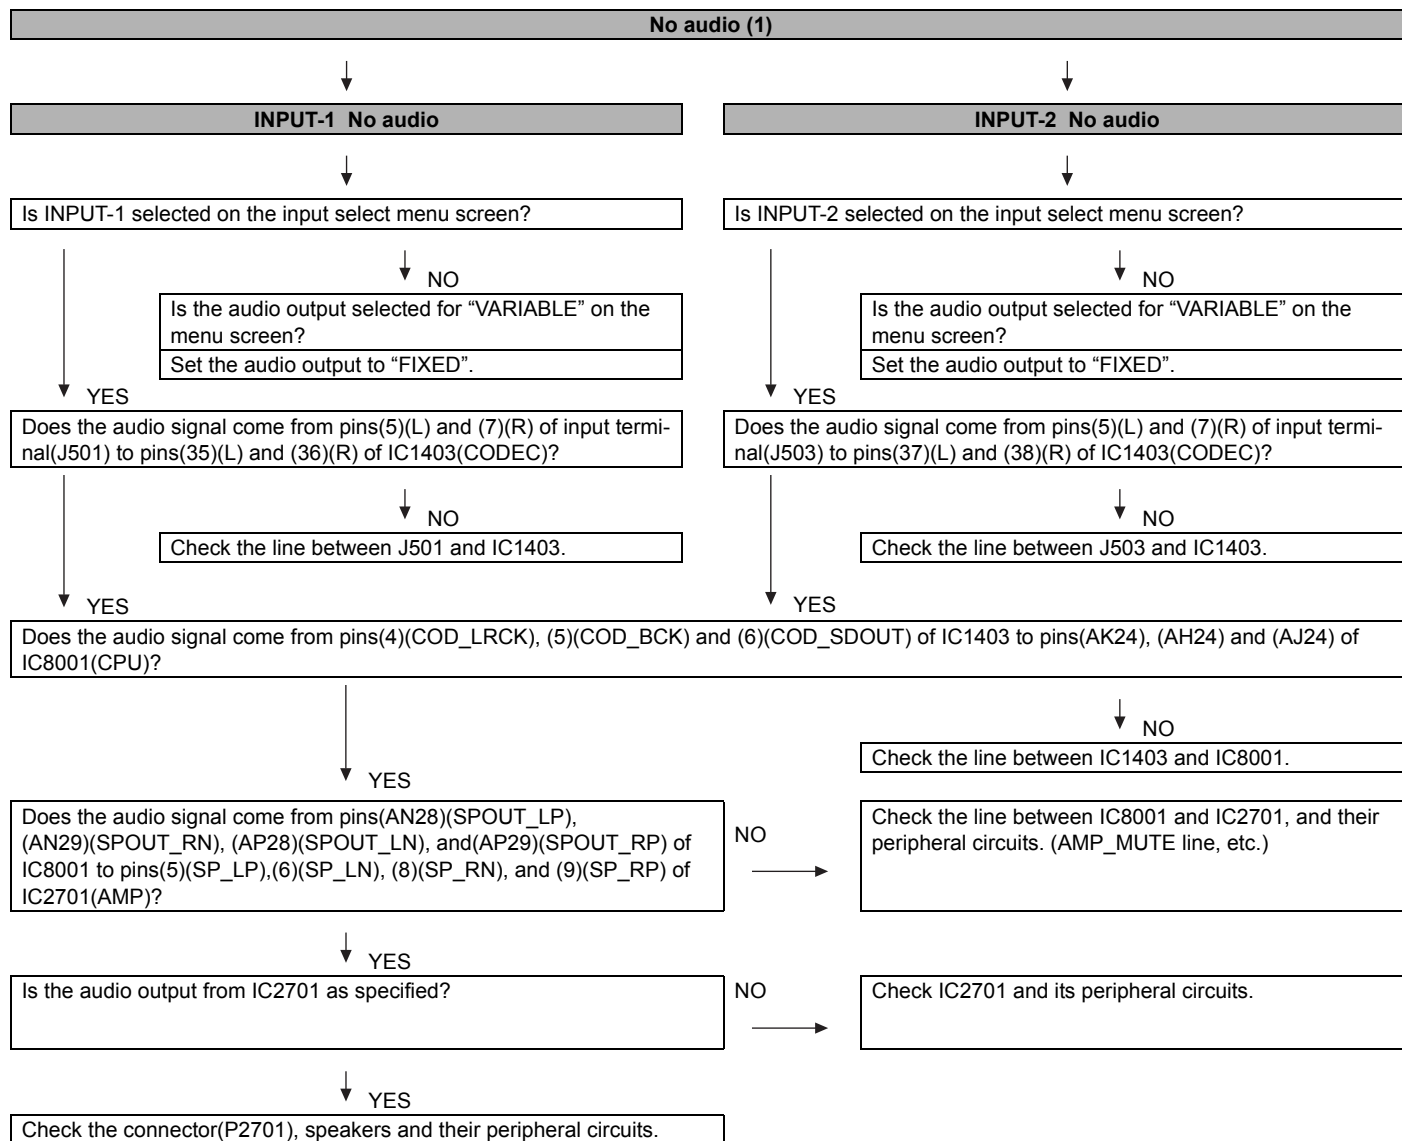 No audio (1)
INPUT-1  No audio
INPUT-2  No audio
Is INPUT-1 selected on the input select menu screen?
Is INPUT-2 selected on the input select menu screen?
NO
NO
Is the audio output selected for “VARIABLE” on the
menu screen?
Set the audio output to “FIXED”.
Is the audio output selected for “VARIABLE” on the
menu screen?
Set the audio output to “FIXED”.
YES
YES
Does the audio signal come from pins(5)(L) and (7)(R) of input termi-
nal(J501) to pins(35)(L) and (36)(R) of IC1403(CODEC)?
Does the audio signal come from pins(5)(L) and (7)(R) of input termi-
nal(J503) to pins(37)(L) and (38)(R) of IC1403(CODEC)?
NO
NO
Check the line between J501 and IC1403.
Check the line between J503 and IC1403.
YES
YES
Does the audio signal come from pins(4)(COD_LRCK), (5)(COD_BCK) and (6)(COD_SDOUT) of IC1403 to pins(AK24), (AH24) and (AJ24) of
IC8001(CPU)?
NO
Check the line between IC1403 and IC8001.
YES
Does the audio signal come from pins(AN28)(SPOUT_LP),
(AN29)(SPOUT_RN), (AP28)(SPOUT_LN), and(AP29)(SPOUT_RP) of
IC8001 to pins(5)(SP_LP),(6)(SP_LN), (8)(SP_RN), and (9)(SP_RP) of
IC2701(AMP)?
NO
Check the line between IC8001 and IC2701, and their
peripheral circuits. (AMP_MUTE line, etc.)
YES
Is the audio output from IC2701 as specified?
NO
Check IC2701 and its peripheral circuits.
YES
Check the connector(P2701), speakers and their peripheral circuits.